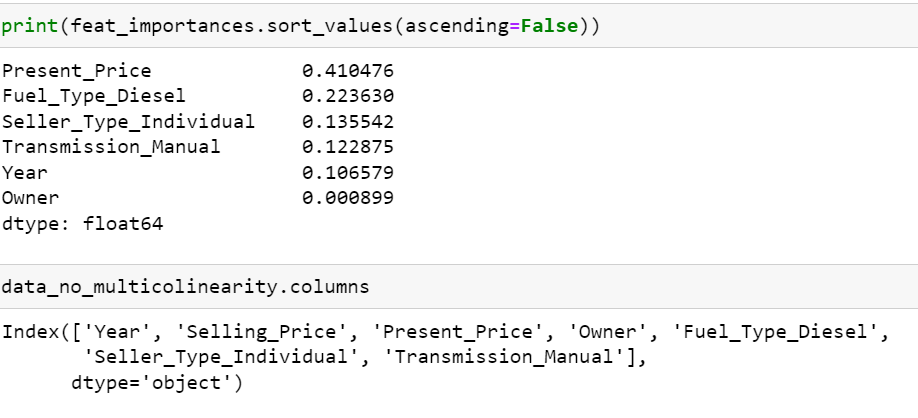 print(feat_importances.sort_values(ascending=False))
Present_Price 0.410476
Fuel_Type_Diesel 0.223630
Seller_Type_Individual 0.135542
Transmission_Manual 0.122875
Year 0.106579
Owner 0.000899
dtype: float64
data_no_multicolinearity.columns
Index(['Year', 'Selling_Price', 'Present_Price', 'Owner', 'Fuel_Type_Diesel',
'Seller_Type_Individual', 'Transmission_Manual'],
dtype='object')